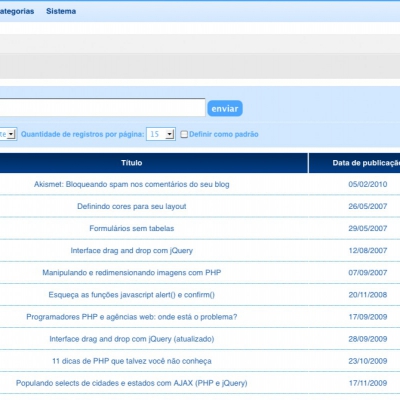 ategorias Sistema
enviar
te Quantidade de registros por página: 15 Definir como padrão
Título Data de publicaçã
Akismet: Bloqueando spam nos comentários do seu blog 05/02/2010
Definindo cores para seu layout 26/05/2007
Formulários sem tabelas 29/05/2007
Interface drag and drop com jQuery 12/08/2007
Manipulando e redimensionando imagens com PHP 07/09/2007
Esqueça as funções javascript alert() e confirm() 20/11/2008
Programadores PHP e agências web: onde está o problema? 17/09/2009
Interface drag and drop com jQuery (atualizado) 28/09/2009
11 dicas de PHP que talvez você não conheça 23/10/2009
Populando selects de cidades e estados com AJAX (PHP e jQuery) 17/11/2009